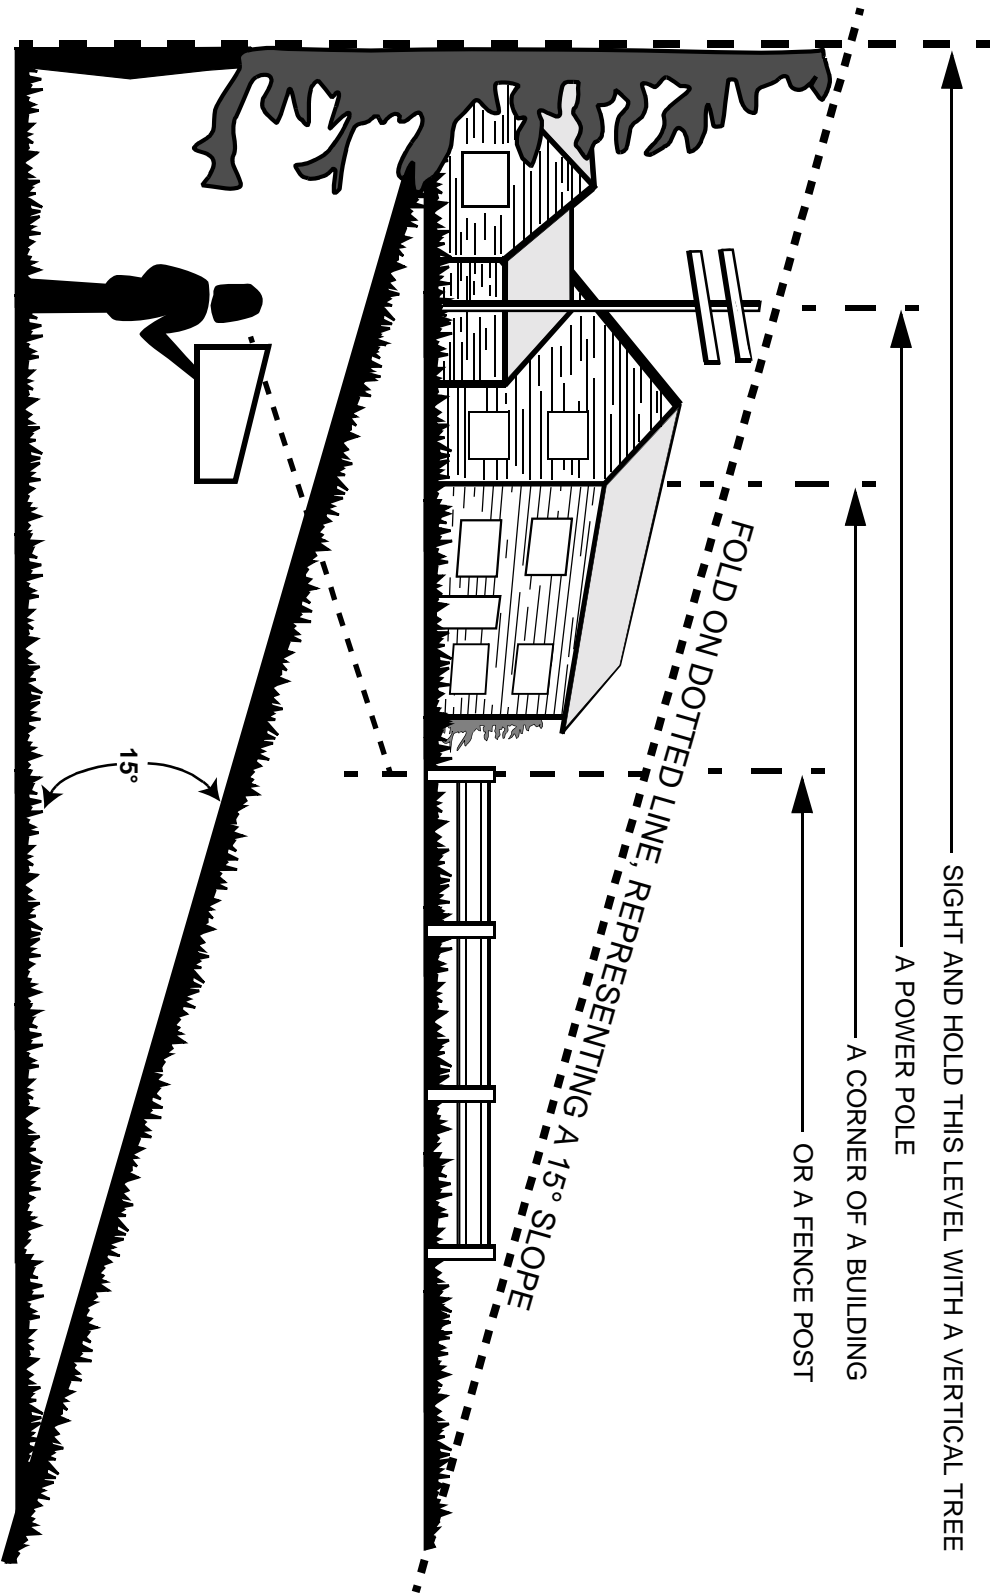 SIGHT AND HOLD THIS LEVEL WITH A VERTICAL TREE
A POWER POLE
A CORNER OF A BUILDING
OR A FENCE POST
FOLD ON DOTTED LINE, REPRESENTING A 15° SLOPE
15°